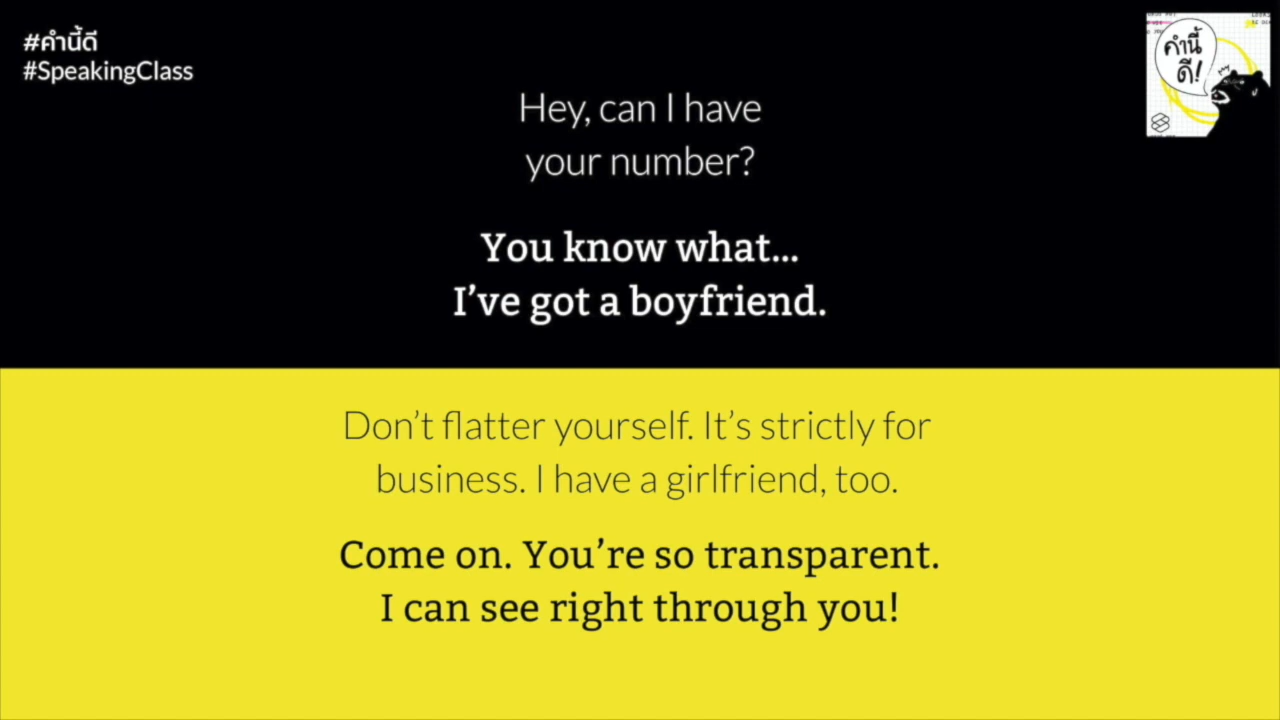 #คำนี้ดี
#SpeakingClass
คำนี้
ดี!
Hey, can I have
your number?
You know what...
I've got a boyfriend.
Don't flatter yourself. It's strictly for
business. I have a girlfriend, too.
Come on. You're so transparent.
I can see right through you!